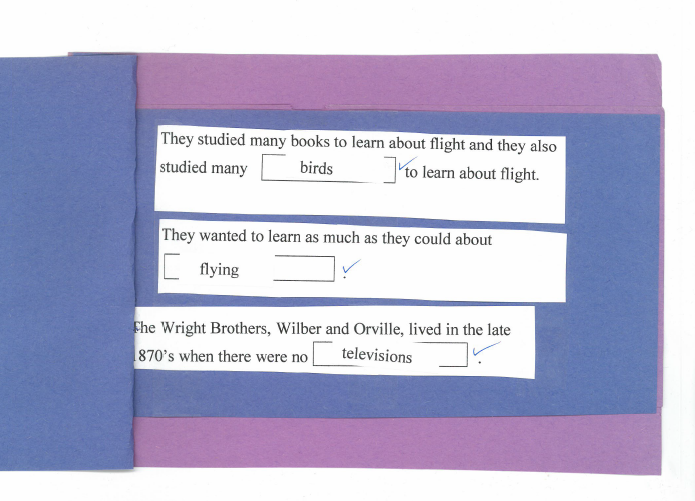 They studied many books to learn about flight and they also
studied many birds to learn about flight.
They wanted to learn as much as they could about
flying .
The Wright Brothers, Wilber and Orville, lived in the late
1870's when there were no televisions .